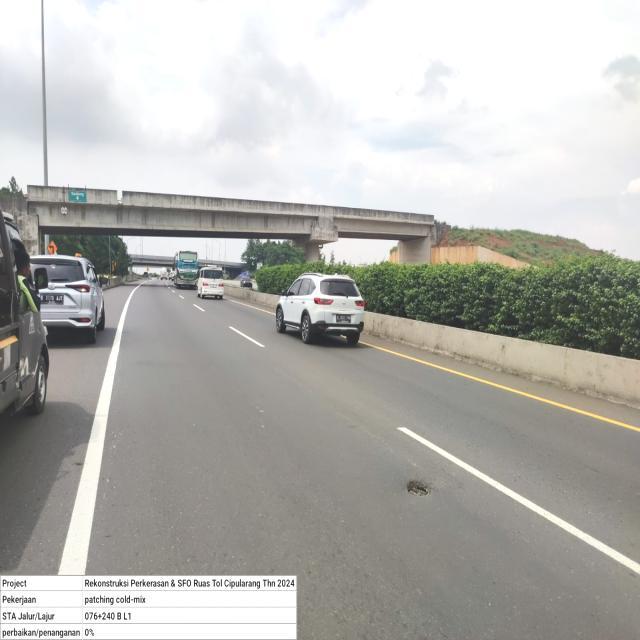 Project Rekonstruksi Perkerasan & SFO Ruas Tol Cipularang Thn 2024
Pekerjaan patching cold-mix
STA Jalur/Lajur 076+240 B L1
perbaikan/penanganan 0%